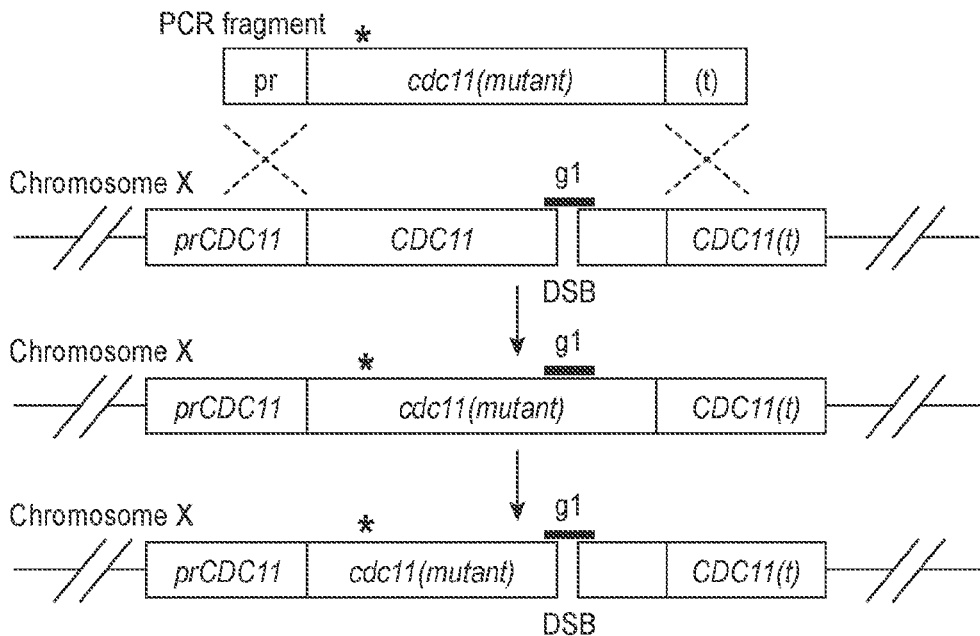 PCR fragment *
pr cdc11(mutant) (t)
Chromosome X g1
prCDC11 CDC11 CDC11(t)
DSB
g1
Chromosome X *
prCDC11 cdc11(mutant) CDC11(t)
g1
Chromosome X *
prCDC11 cdc11(mutant) CDC11(t)
DSB